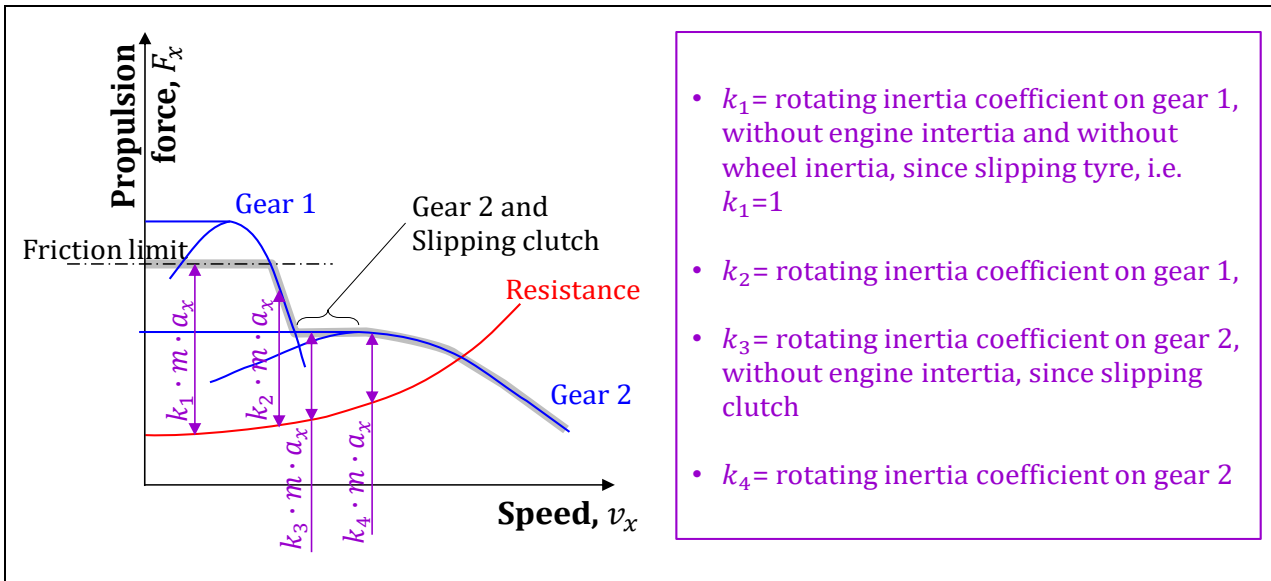 Propulsion
force, Fₓ
Gear 1
Gear 2 and
Slipping clutch
Friction limit
Resistance
k₁ · m · aₓ
k₂ · m · aₓ
k₃ · m · aₓ
k₄ · m · aₓ
Gear 2
Speed, vₓ
• k₁= rotating inertia coefficient on gear 1,
without engine intertia and without
wheel inertia, since slipping tyre, i.e.
k₁=1
• k₂= rotating inertia coefficient on gear 1,
• k₃= rotating inertia coefficient on gear 2,
without engine intertia, since slipping
clutch
• k₄= rotating inertia coefficient on gear 2